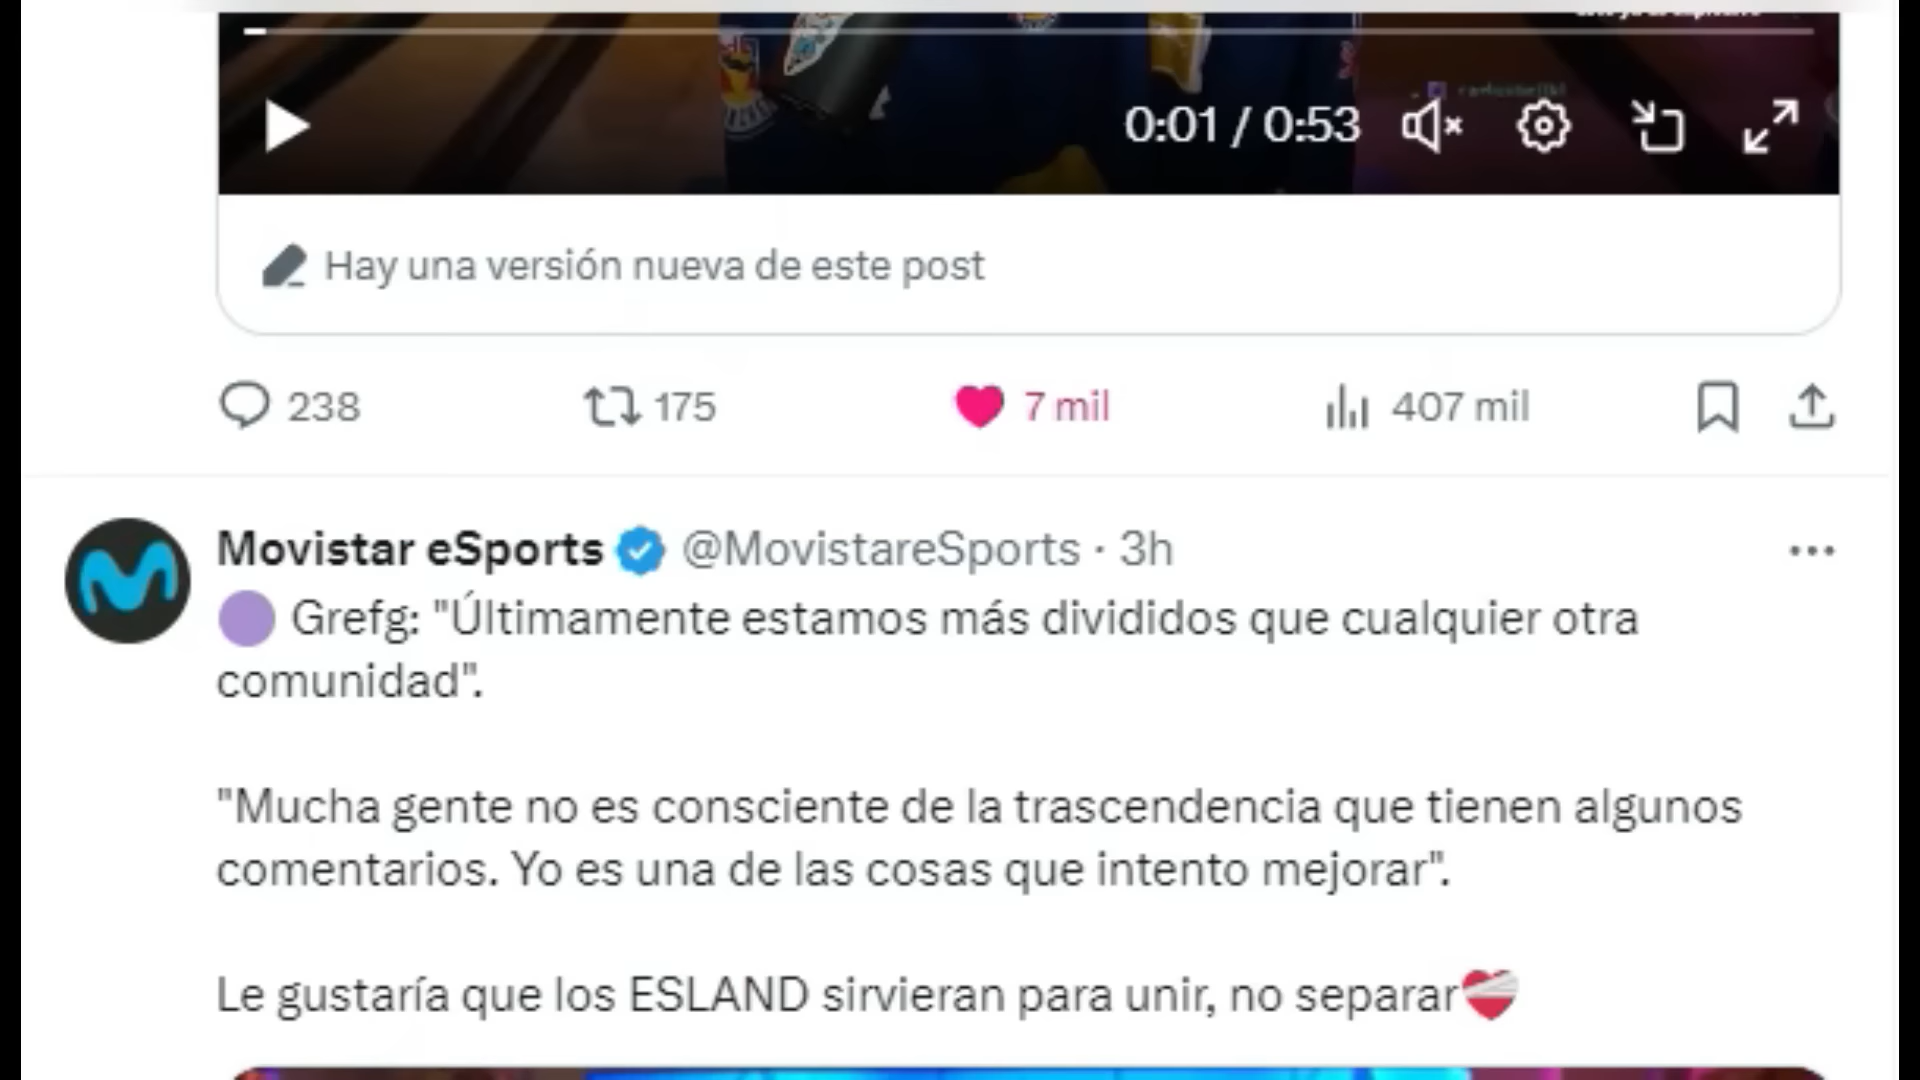 0:01 / 0:53
Hay una versión nueva de este post
238 175 7 mil 407 mil
Movistar eSports @MovistareSports · 3h
Grefg: "Últimamente estamos más divididos que cualquier otra
comunidad".
"Mucha gente no es consciente de la trascendencia que tienen algunos
comentarios. Yo es una de las cosas que intento mejorar".
Le gustaría que los ESLAND sirvieran para unir, no separar